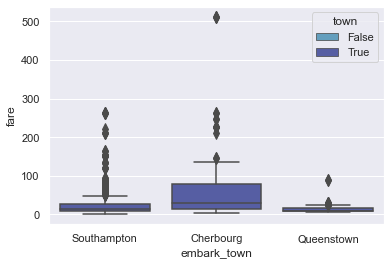 town
False
True
fare
500
400
300
200
100
0
Southampton
Cherbourg
Queenstown
embark_town